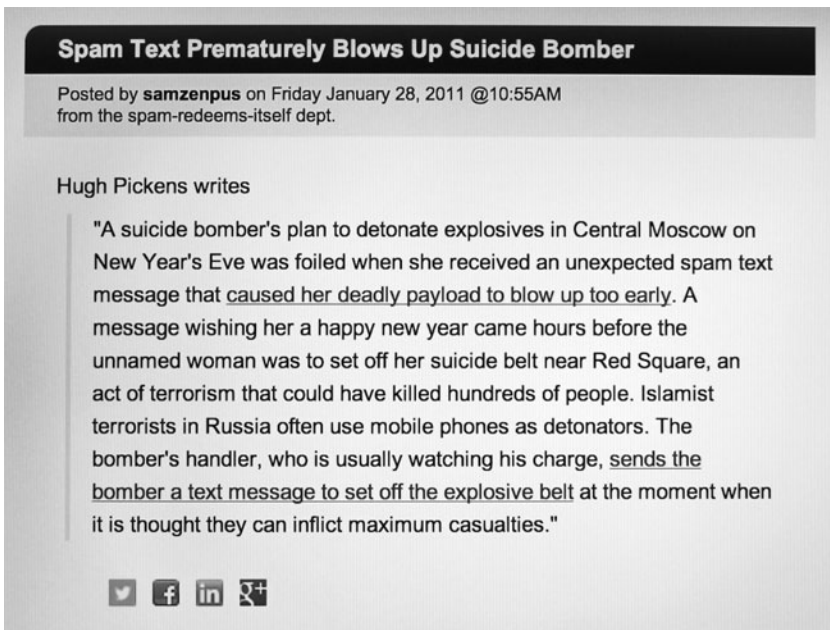 Spam Text Prematurely Blows Up Suicide Bomber
Posted by samzenpus on Friday January 28, 2011 @10:55AM
from the spam-redeems-itself dept.
Hugh Pickens writes
"A suicide bomber's plan to detonate explosives in Central Moscow on
New Year's Eve was foiled when she received an unexpected spam text
message that caused her deadly payload to blow up too early. A
message wishing her a happy new year came hours before the
unnamed woman was to set off her suicide belt near Red Square, an
act of terrorism that could have killed hundreds of people. Islamist
terrorists in Russia often use mobile phones as detonators. The
bomber's handler, who is usually watching his charge, sends the
bomber a text message to set off the explosive belt at the moment when
it is thought they can inflict maximum casualties."
f in g+